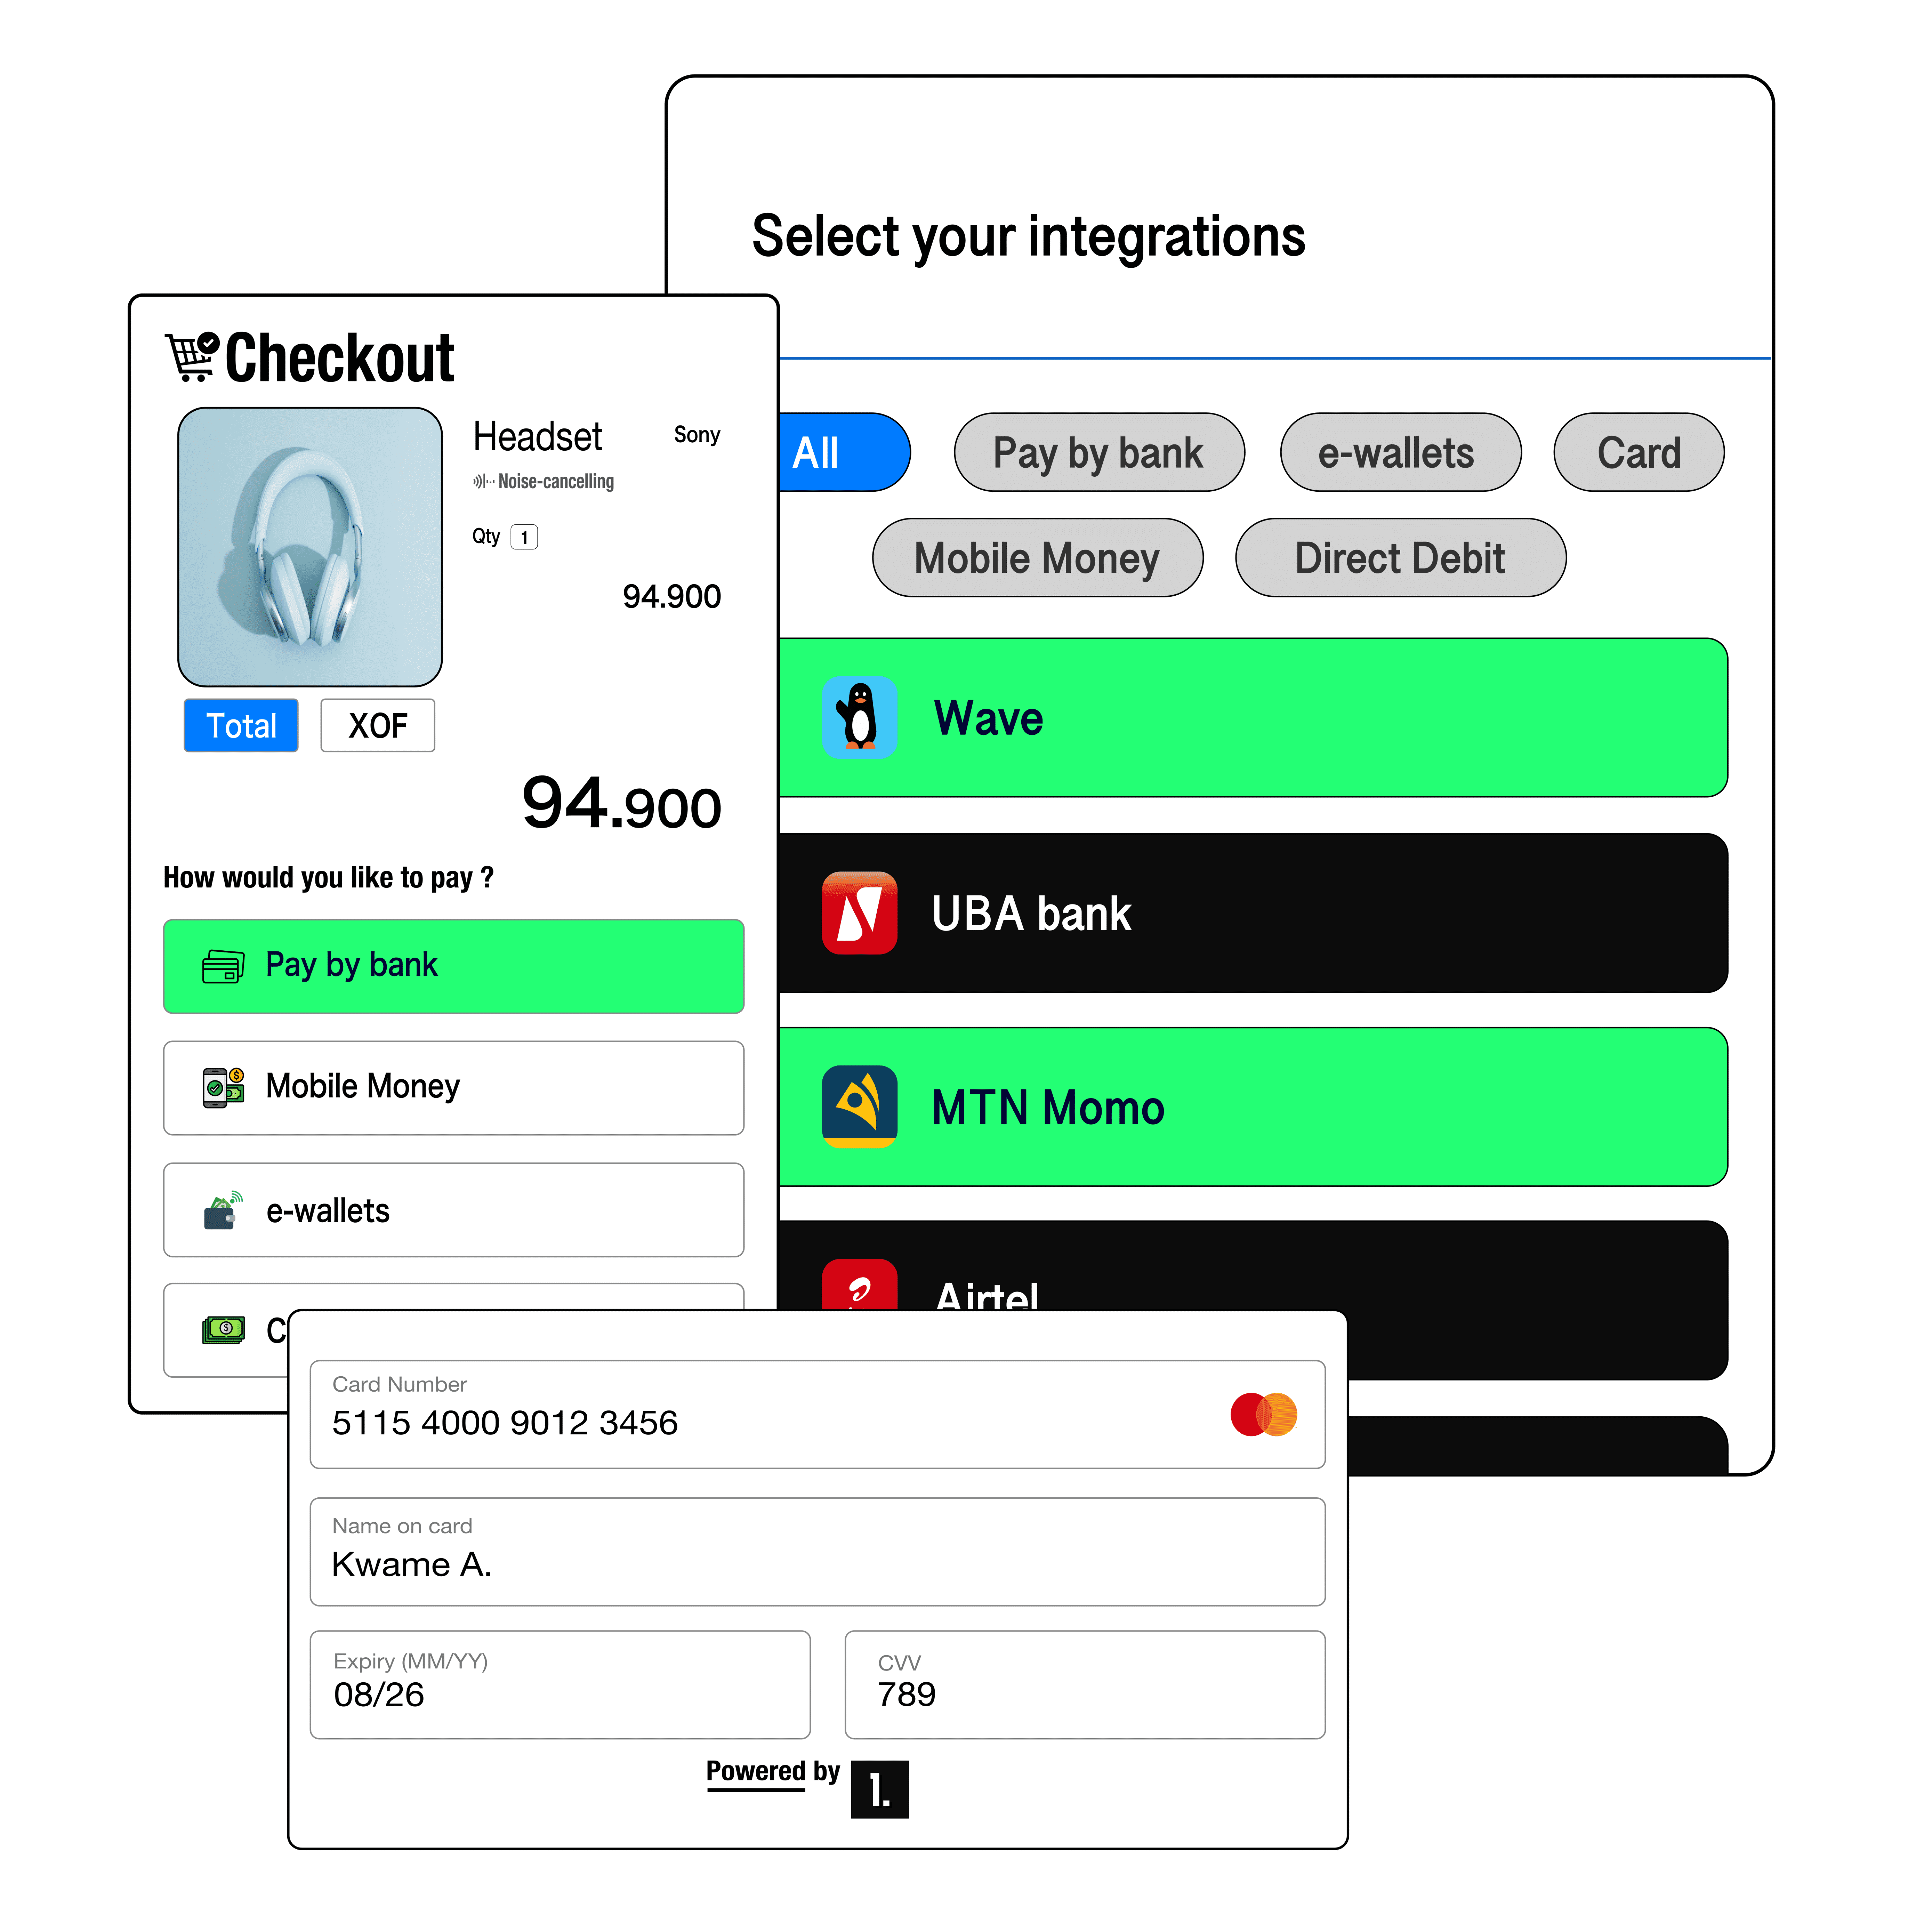 Select your integrations
All
Pay by bank
e-wallets
Card
Mobile Money
Direct Debit
Wave
UBA bank
MTN Momo
Airtel
Checkout
Headset
Sony
Noise-cancelling
Qty 1
94.900
Total
XOF
94.900
How would you like to pay ?
Pay by bank
Mobile Money
e-wallets
Card Number
5115 4000 9012 3456
Name on card
Kwame A.
Expiry (MM/YY)
08/26
CVV
789
Powered by 1.